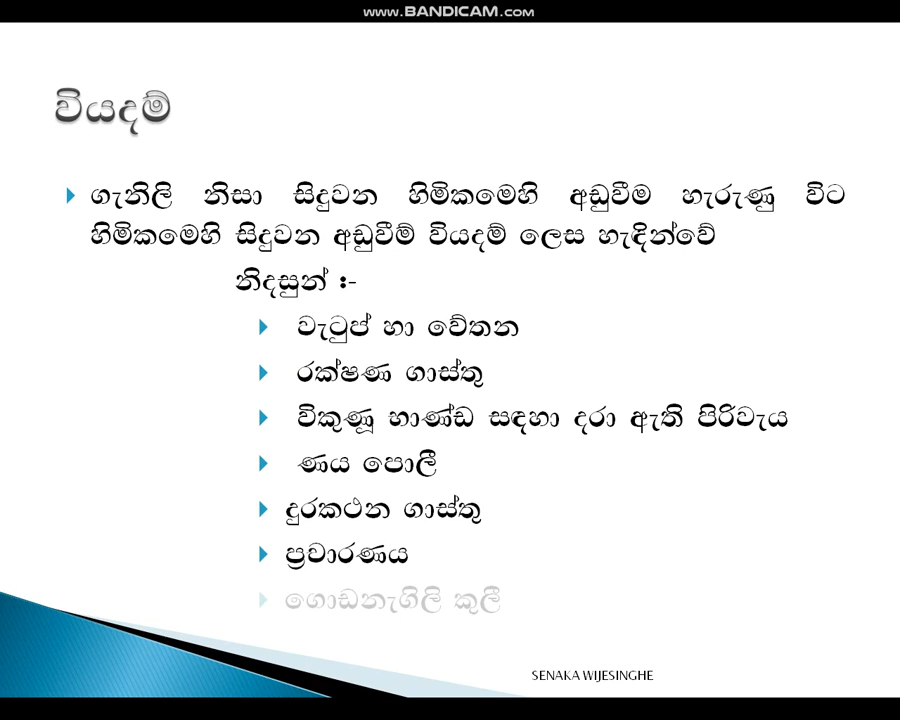 WWW.BANDICAM.com
වියදම්
ගැනිලි නිසා සිදුවන හිමිකමෙහි අඩුවීම හැරුණු විට
හිමිකමෙහි සිදුවන අඩුවීම් වියදම් ලෙස හැඳින්වේ
නිදසුන් :-
වැටුප් හා වේතන
රක්ෂණ ගාස්තු
විකුණූ භාණ්ඩ සඳහා දරා ඇති පිරිවැය
ණය පොලී
දුරකථන ගාස්තු
ප්‍රචාරණය
ගොඩනැගිලි කුලී
SENAKA WIJESINGHE